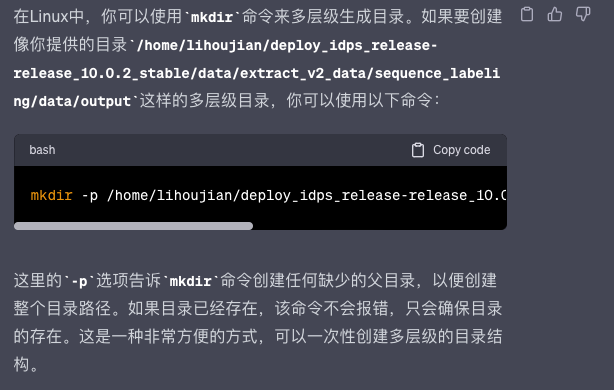 在Linux中，你可以使用`mkdir`命令来多层级生成目录。如果要创建
像你提供的目录`/home/lihoujian/deploy_idps_release-
release_10.0.2_stable/data/extract_v2_data/sequence_labeli
ng/data/output`这样的多层级目录，你可以使用以下命令：
bash Copy code
mkdir -p /home/lihoujian/deploy_idps_release-release_10.0
这里的`-p`选项告诉`mkdir`命令创建任何缺少的父目录，以便创建
整个目录路径。如果目录已经存在，该命令不会报错，只会确保目录
的存在。这是一种非常方便的方式，可以一次性创建多层级的目录结
构。